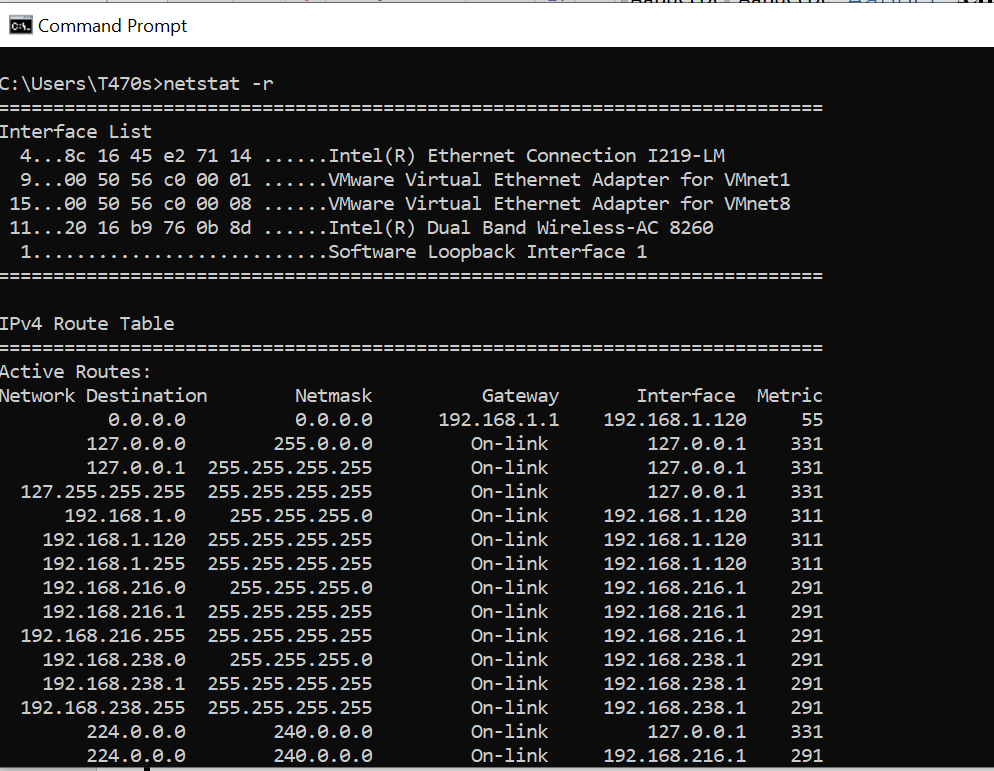 Command Prompt
C:\Users\T470s>netstat -r
===========================================================================
Interface List
  4...8c 16 45 e2 71 14 ......Intel(R) Ethernet Connection I219-LM
  9...00 50 56 c0 00 01 ......VMware Virtual Ethernet Adapter for VMnet1
 15...00 50 56 c0 00 08 ......VMware Virtual Ethernet Adapter for VMnet8
 11...20 16 b9 76 0b 8d ......Intel(R) Dual Band Wireless-AC 8260
  1...........................Software Loopback Interface 1
===========================================================================
IPv4 Route Table
===========================================================================
Active Routes:
Network Destination        Netmask          Gateway       Interface  Metric
          0.0.0.0          0.0.0.0      192.168.1.1    192.168.1.120     55
        127.0.0.0        255.0.0.0         On-link         127.0.0.1    331
        127.0.0.1  255.255.255.255         On-link         127.0.0.1    331
  127.255.255.255  255.255.255.255         On-link         127.0.0.1    331
      192.168.1.0    255.255.255.0         On-link     192.168.1.120    311
    192.168.1.120  255.255.255.255         On-link     192.168.1.120    311
    192.168.1.255  255.255.255.255         On-link     192.168.1.120    311
    192.168.216.0    255.255.255.0         On-link     192.168.216.1    291
    192.168.216.1  255.255.255.255         On-link     192.168.216.1    291
  192.168.216.255  255.255.255.255         On-link     192.168.216.1    291
    192.168.238.0    255.255.255.0         On-link     192.168.238.1    291
    192.168.238.1  255.255.255.255         On-link     192.168.238.1    291
  192.168.238.255  255.255.255.255         On-link     192.168.238.1    291
        224.0.0.0        240.0.0.0         On-link         127.0.0.1    331
        224.0.0.0        240.0.0.0         On-link     192.168.216.1    291